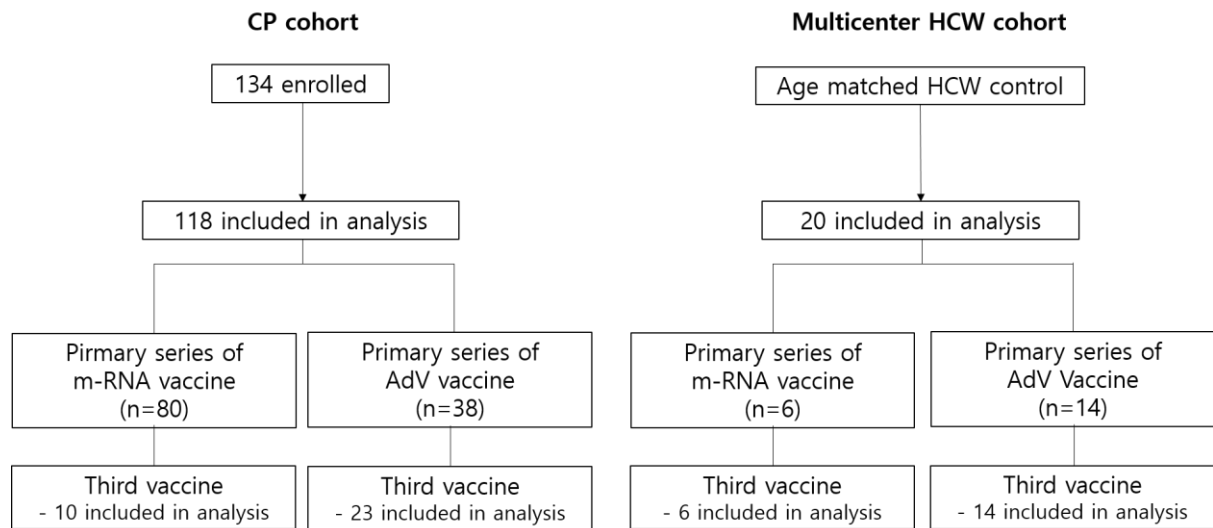 CP cohort
134 enrolled
118 included in analysis
Pirmary series of
m-RNA vaccine
(n=80)
Primary series of
AdV vaccine
(n=38)
Third vaccine
- 10 included in analysis
Third vaccine
- 23 included in analysis
Multicenter HCW cohort
Age matched HCW control
20 included in analysis
Primary series of
m-RNA vaccine
(n=6)
Primary series of
AdV Vaccine
(n=14)
Third vaccine
- 6 included in analysis
Third vaccine
- 14 included in analysis